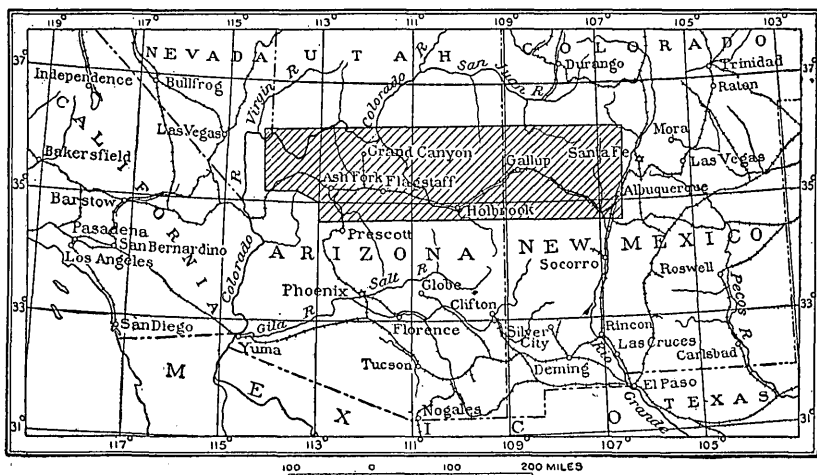 119° 117° 115° 113° 111° 109° 107° 105° 103°
NEVADA UTAH COLORADO
37° 37°
Independence Bullfrog Virgin R Colorado R San Juan R Durango Trinidad
Raton
CALIFORNIA
Las Vegas Mora
Bakersfield Grand Canyon Gallup Santa Fe Las Vegas
35° Ash Fork Flagstaff Albuquerque 35°
Barstow R Holbrook
Pasadena Prescott
San Bernardino ARIZONA NEW MEXICO
Los Angeles Colorado Socorro
Salt R Roswell
Phoenix Globe Pecos R
33° Clifton 33°
San Diego Gila R Florence Silver City Rincon
Yuma Las Cruces Carlsbad
Tucson Deming Rio Grande
MEXICO El Paso
TEXAS
31° Nogales 31°
117° 115° 113° 111° 109° 107° 105°
100 0 100 200 MILES